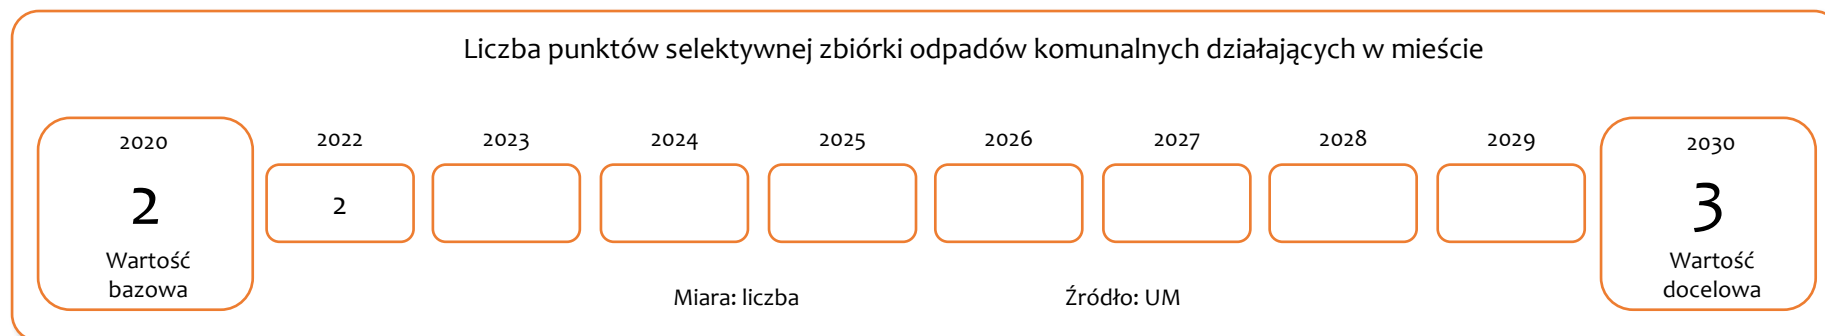 Liczba punktów selektywnej zbiórki odpadów komunalnych działających w mieście
2020
2
Wartość
bazowa
2022
2
2023
2024
2025
2026
2027
2028
2029
2030
3
Wartość
docelowa
Miara: liczba
Źródło: UM